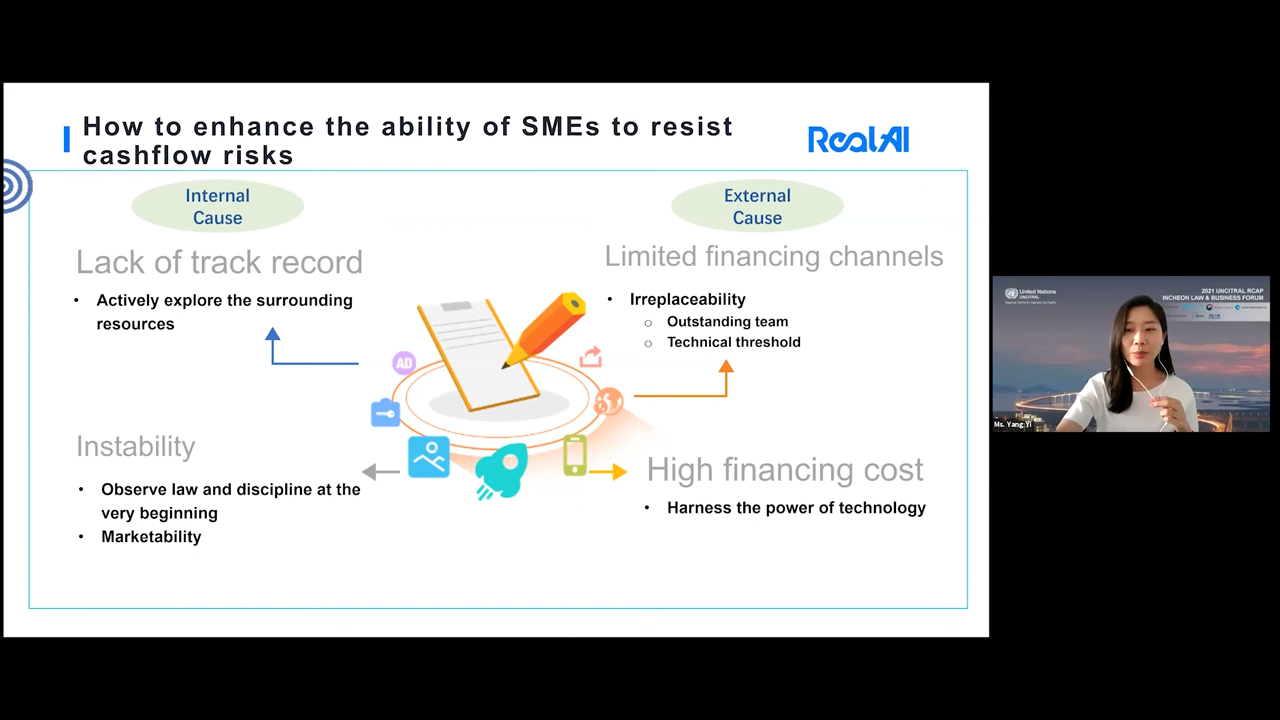 How to enhance the ability of SMEs to resist
cashflow risks
RealAI
Internal
Cause
Lack of track record
• Actively explore the surrounding
resources
Instability
• Observe law and discipline at the
very beginning
• Marketability
AD
External
Cause
Limited financing channels
• Irreplaceability
○ Outstanding team
○ Technical threshold
High financing cost
• Harness the power of technology
United Nations
UNCITRAL
2021 UNCITRAL RCAP
INCHEON LAW & BUSINESS FORUM
Ms. Yang Yi